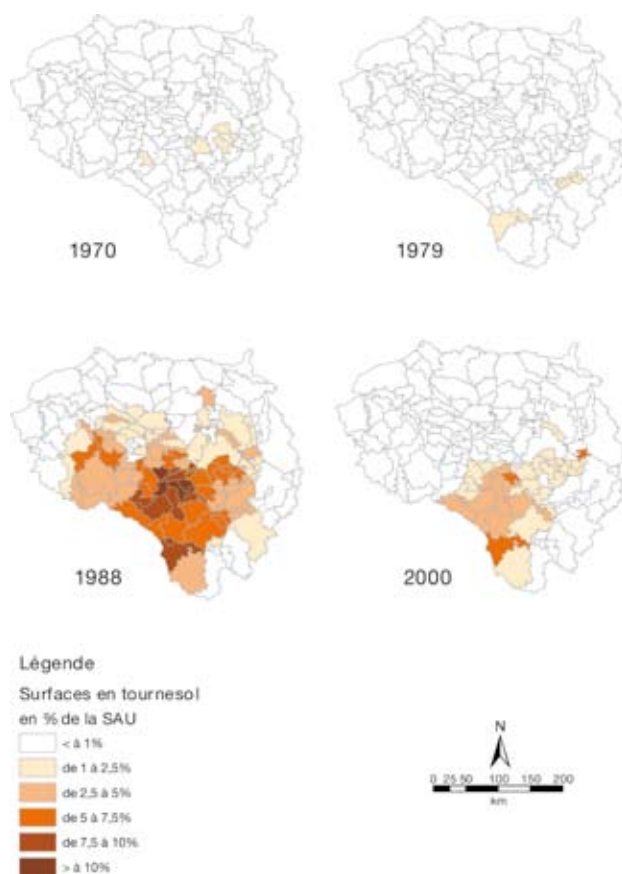 1970
1979
1988
2000
Légende
Surfaces en tournesol
en % de la SAU
< à 1%
de 1 à 2,5%
de 2,5 à 5%
de 5 à 7,5%
de 7,5 à 10%
> à 10%
N
0 25 50 100 150 200
km